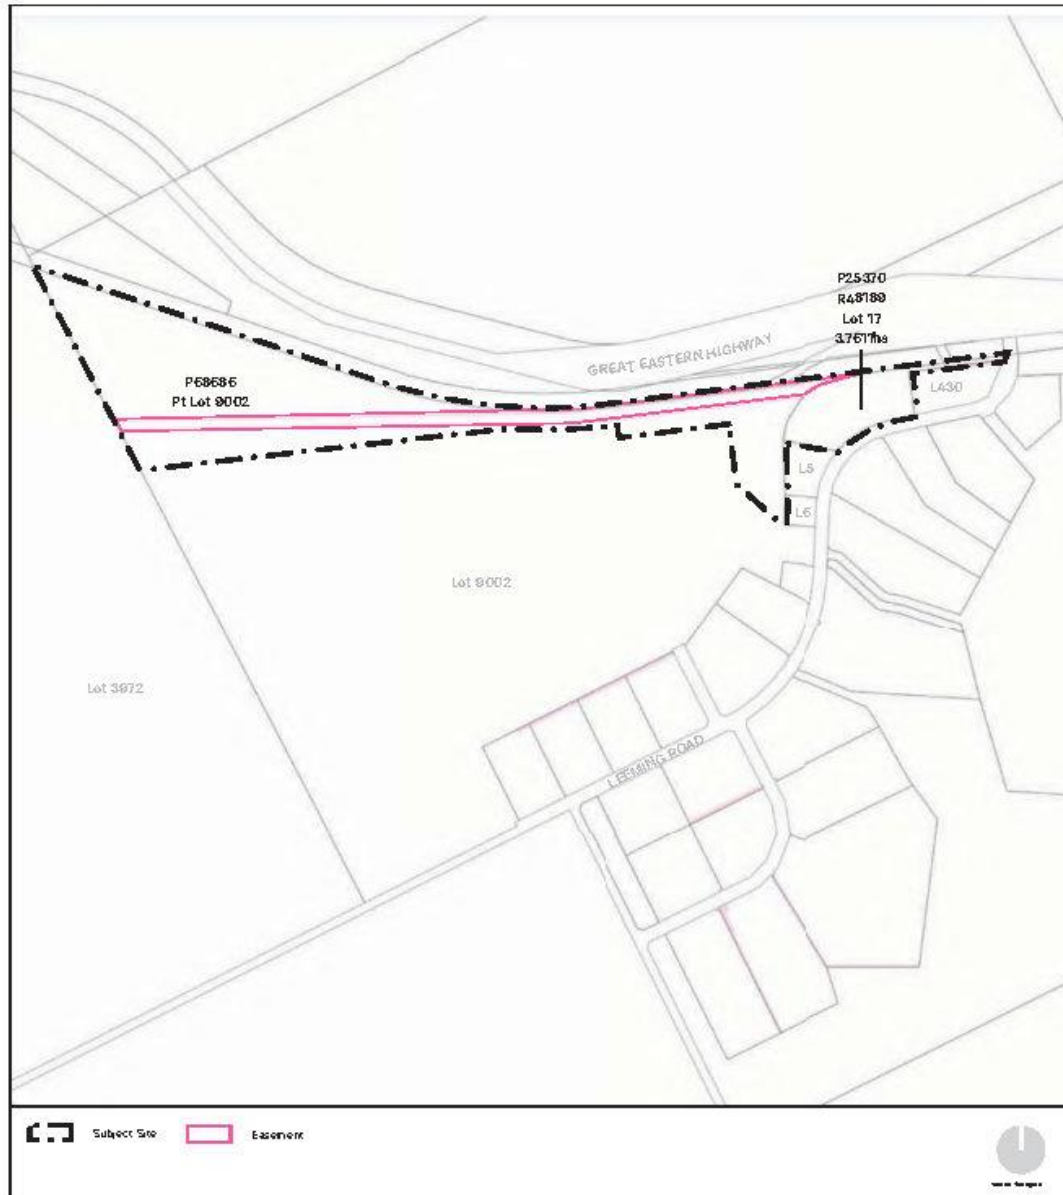 P25370
R48189
Lot 17
3.7617ha
GREAT EASTERN HIGHWAY
P68686
Pt Lot 9002
L430
L5
L6
Lot 9002
Lot 3972
LEEMING ROAD
Subject Site
Easement